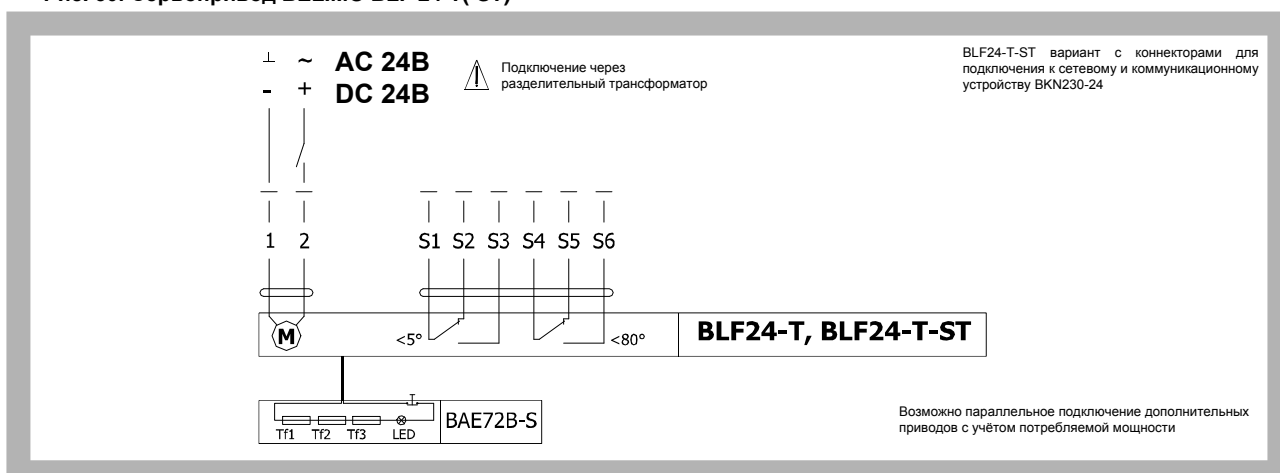 ⊥ ~ AC 24В
- + DC 24В
Подключение через
разделительный трансформатор
BLF24-T-ST вариант с коннекторами для
подключения к сетевому и коммуникационному
устройству BKN230-24
1 2 S1 S2 S3 S4 S5 S6
M <5° <80° BLF24-T, BLF24-T-ST
Tf1 Tf2 Tf3 LED BAE72B-S
Возможно параллельное подключение дополнительных
приводов с учётом потребляемой мощности